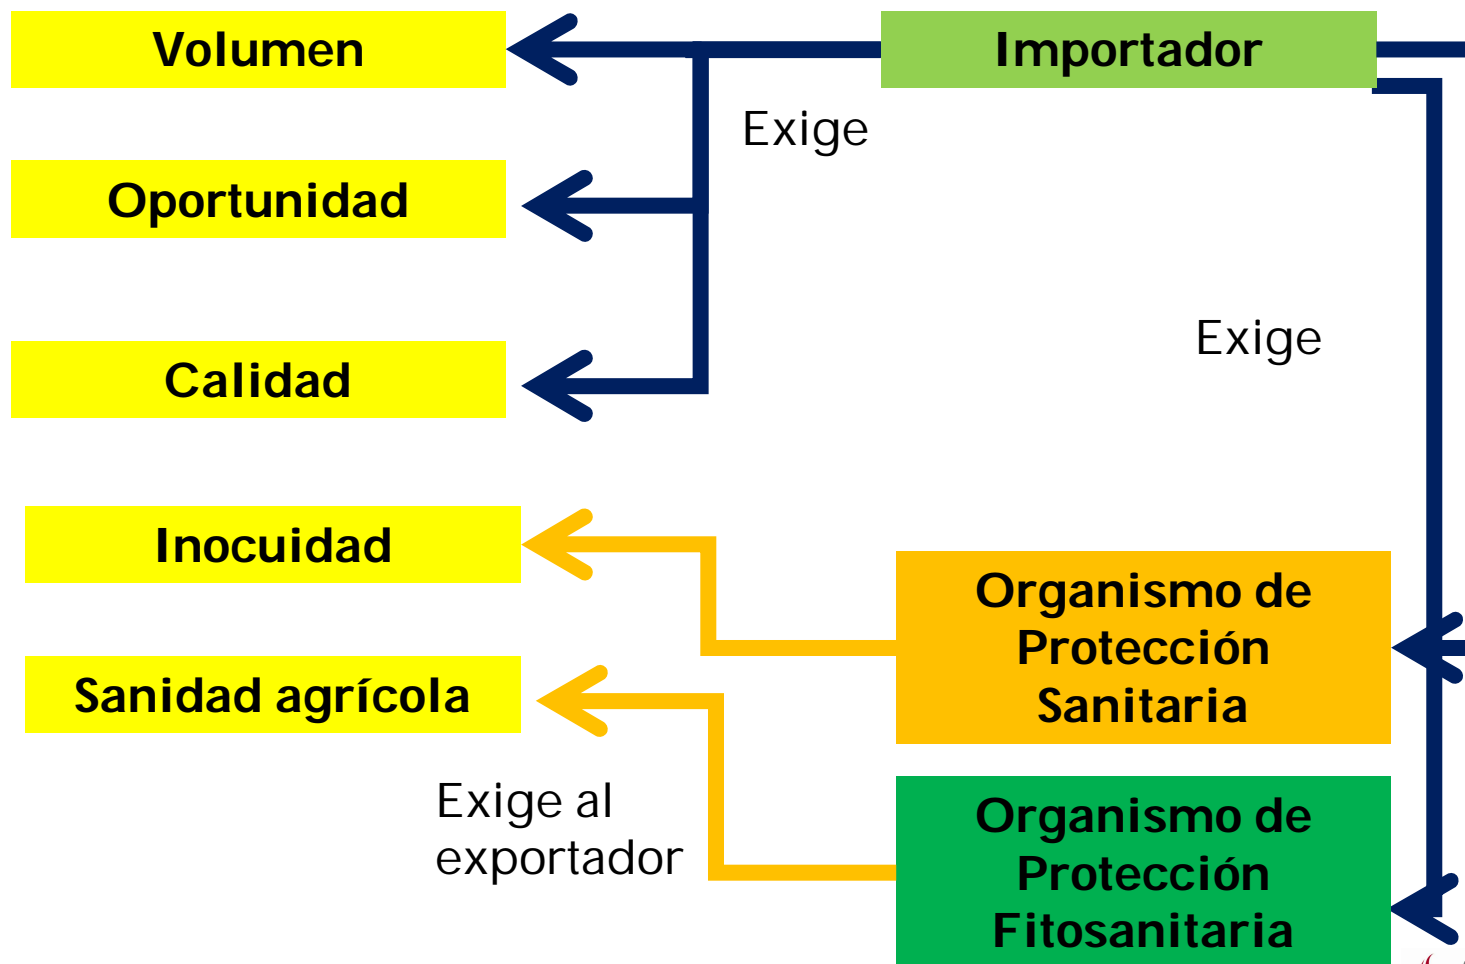 Volumen
Importador
Exige
Oportunidad
Exige
Calidad
Inocuidad
Organismo de
Protección
Sanitaria
Sanidad agrícola
Exige al
exportador
Organismo de
Protección
Fitosanitaria